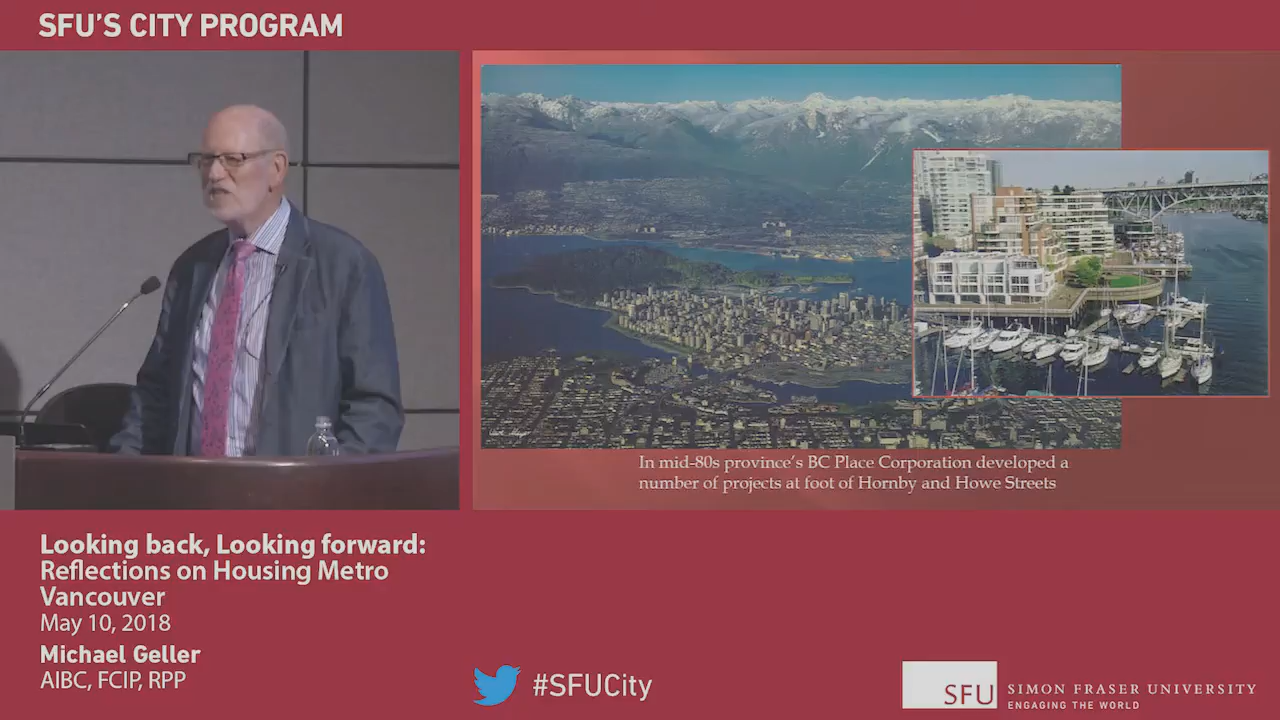 SFU'S CITY PROGRAM
In mid-80s province's BC Place Corporation developed a
number of projects at foot of Hornby and Howe Streets
Looking back, Looking forward:
Reflections on Housing Metro
Vancouver
May 10, 2018
Michael Geller
AIBC, FCIP, RPP
#SFUCity
SFU
SIMON FRASER UNIVERSITY
ENGAGING THE WORLD